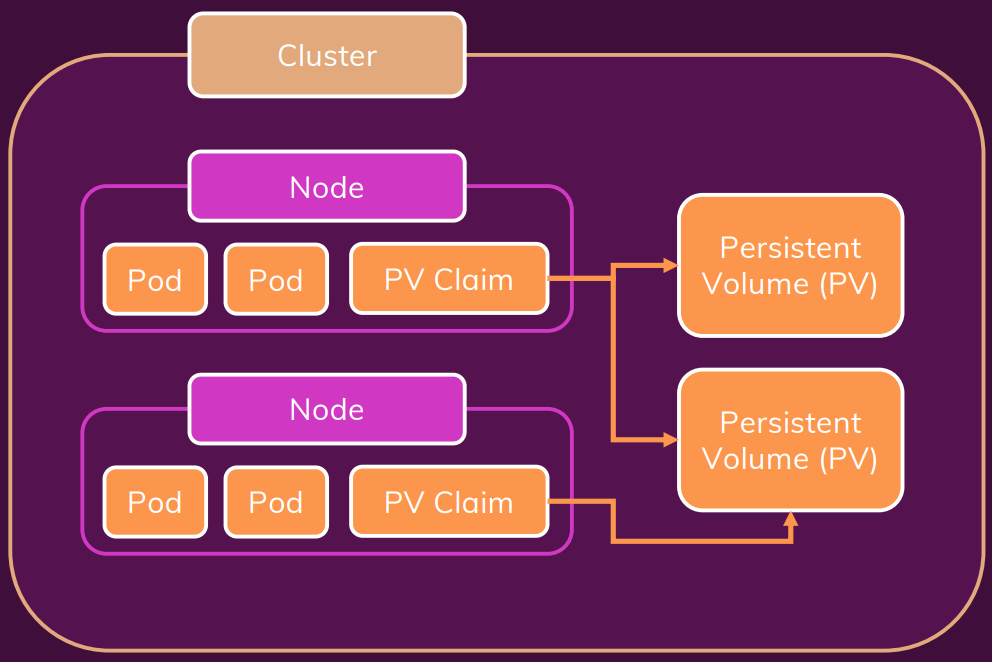 Cluster
Node
Pod
Pod
PV Claim
Persistent
Volume (PV)
Node
Pod
Pod
PV Claim
Persistent
Volume (PV)